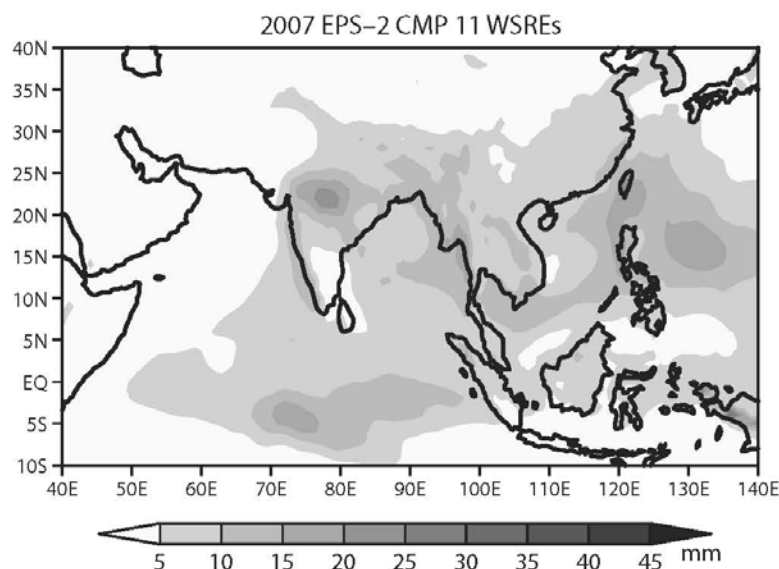 2007 EPS–2 CMP 11 WSREs
40N
35N
30N
25N
20N
15N
10N
5N
EQ
5S
10S
40E 50E 60E 70E 80E 90E 100E 110E 120E 130E 140E
5 10 15 20 25 30 35 40 45 mm